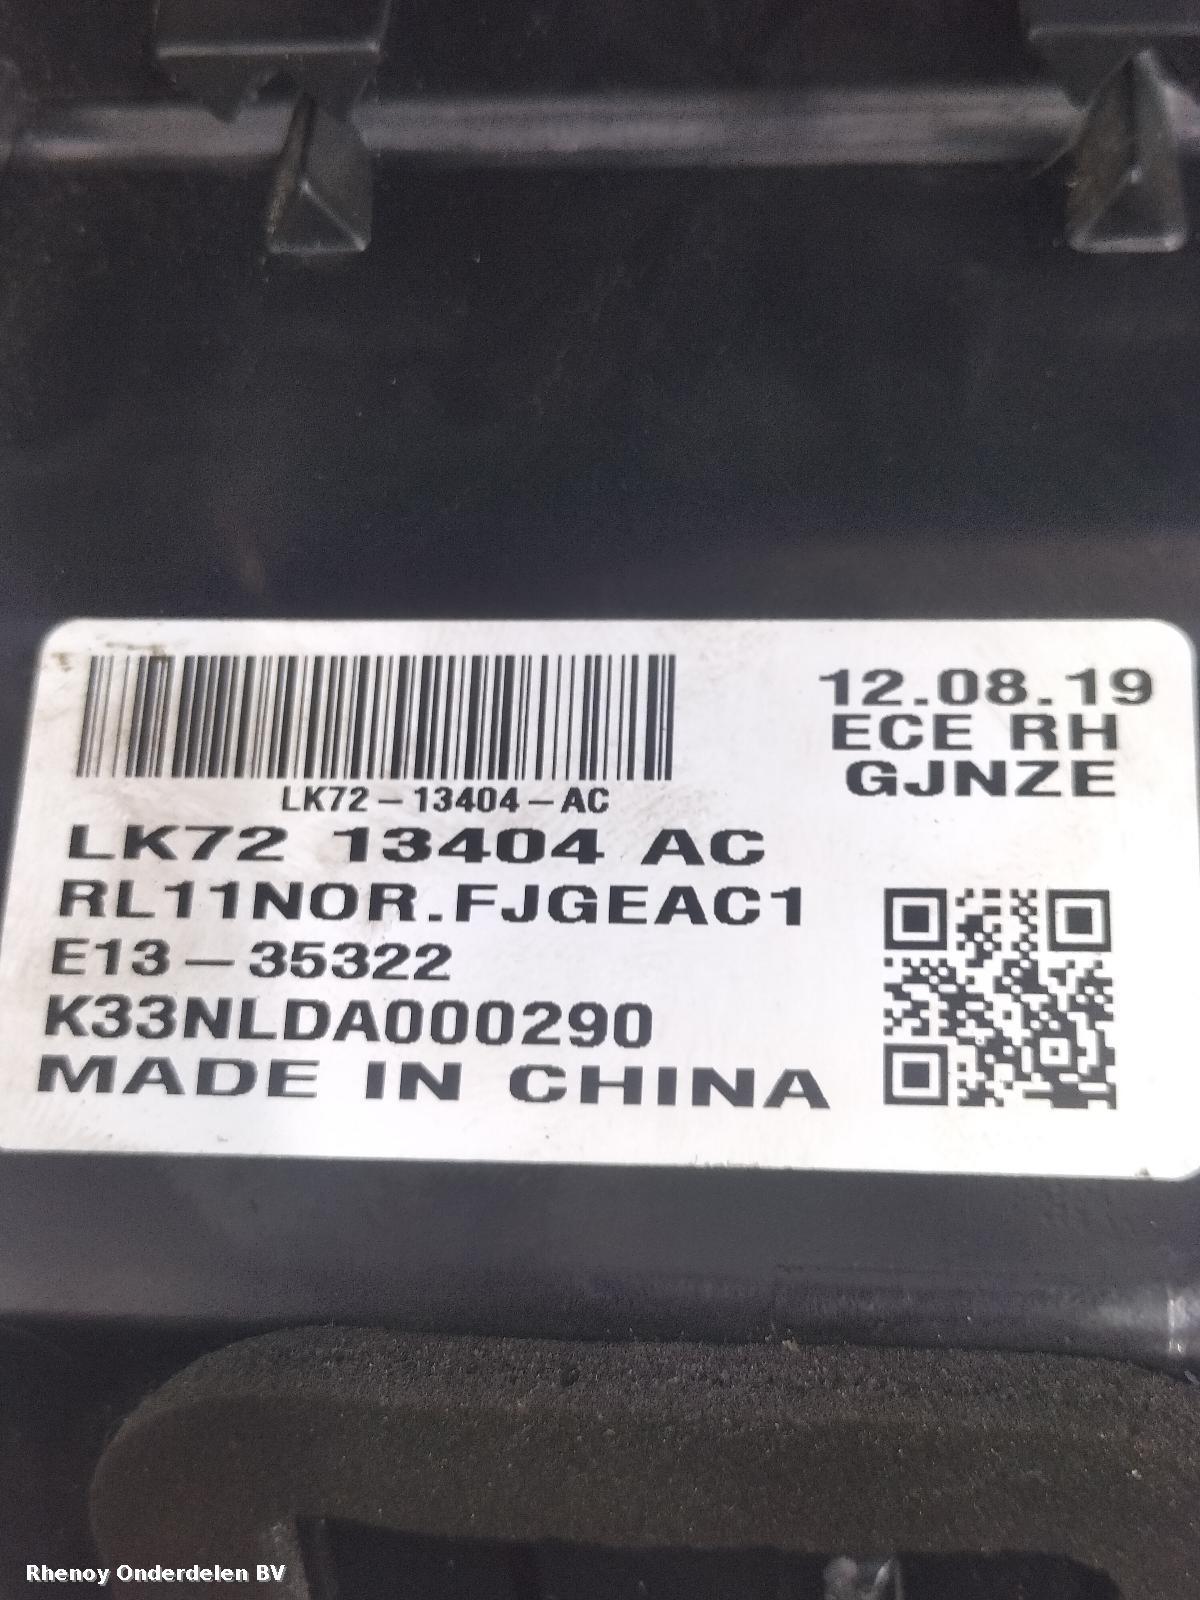 12.08.19
ECE RH
GJNZE
LK72-13404-AC
LK72 13404 AC
RL11NOR.FJGEAC1
E13-35322
K33NLDA000290
MADE IN CHINA
Rhenoy Onderdelen BV